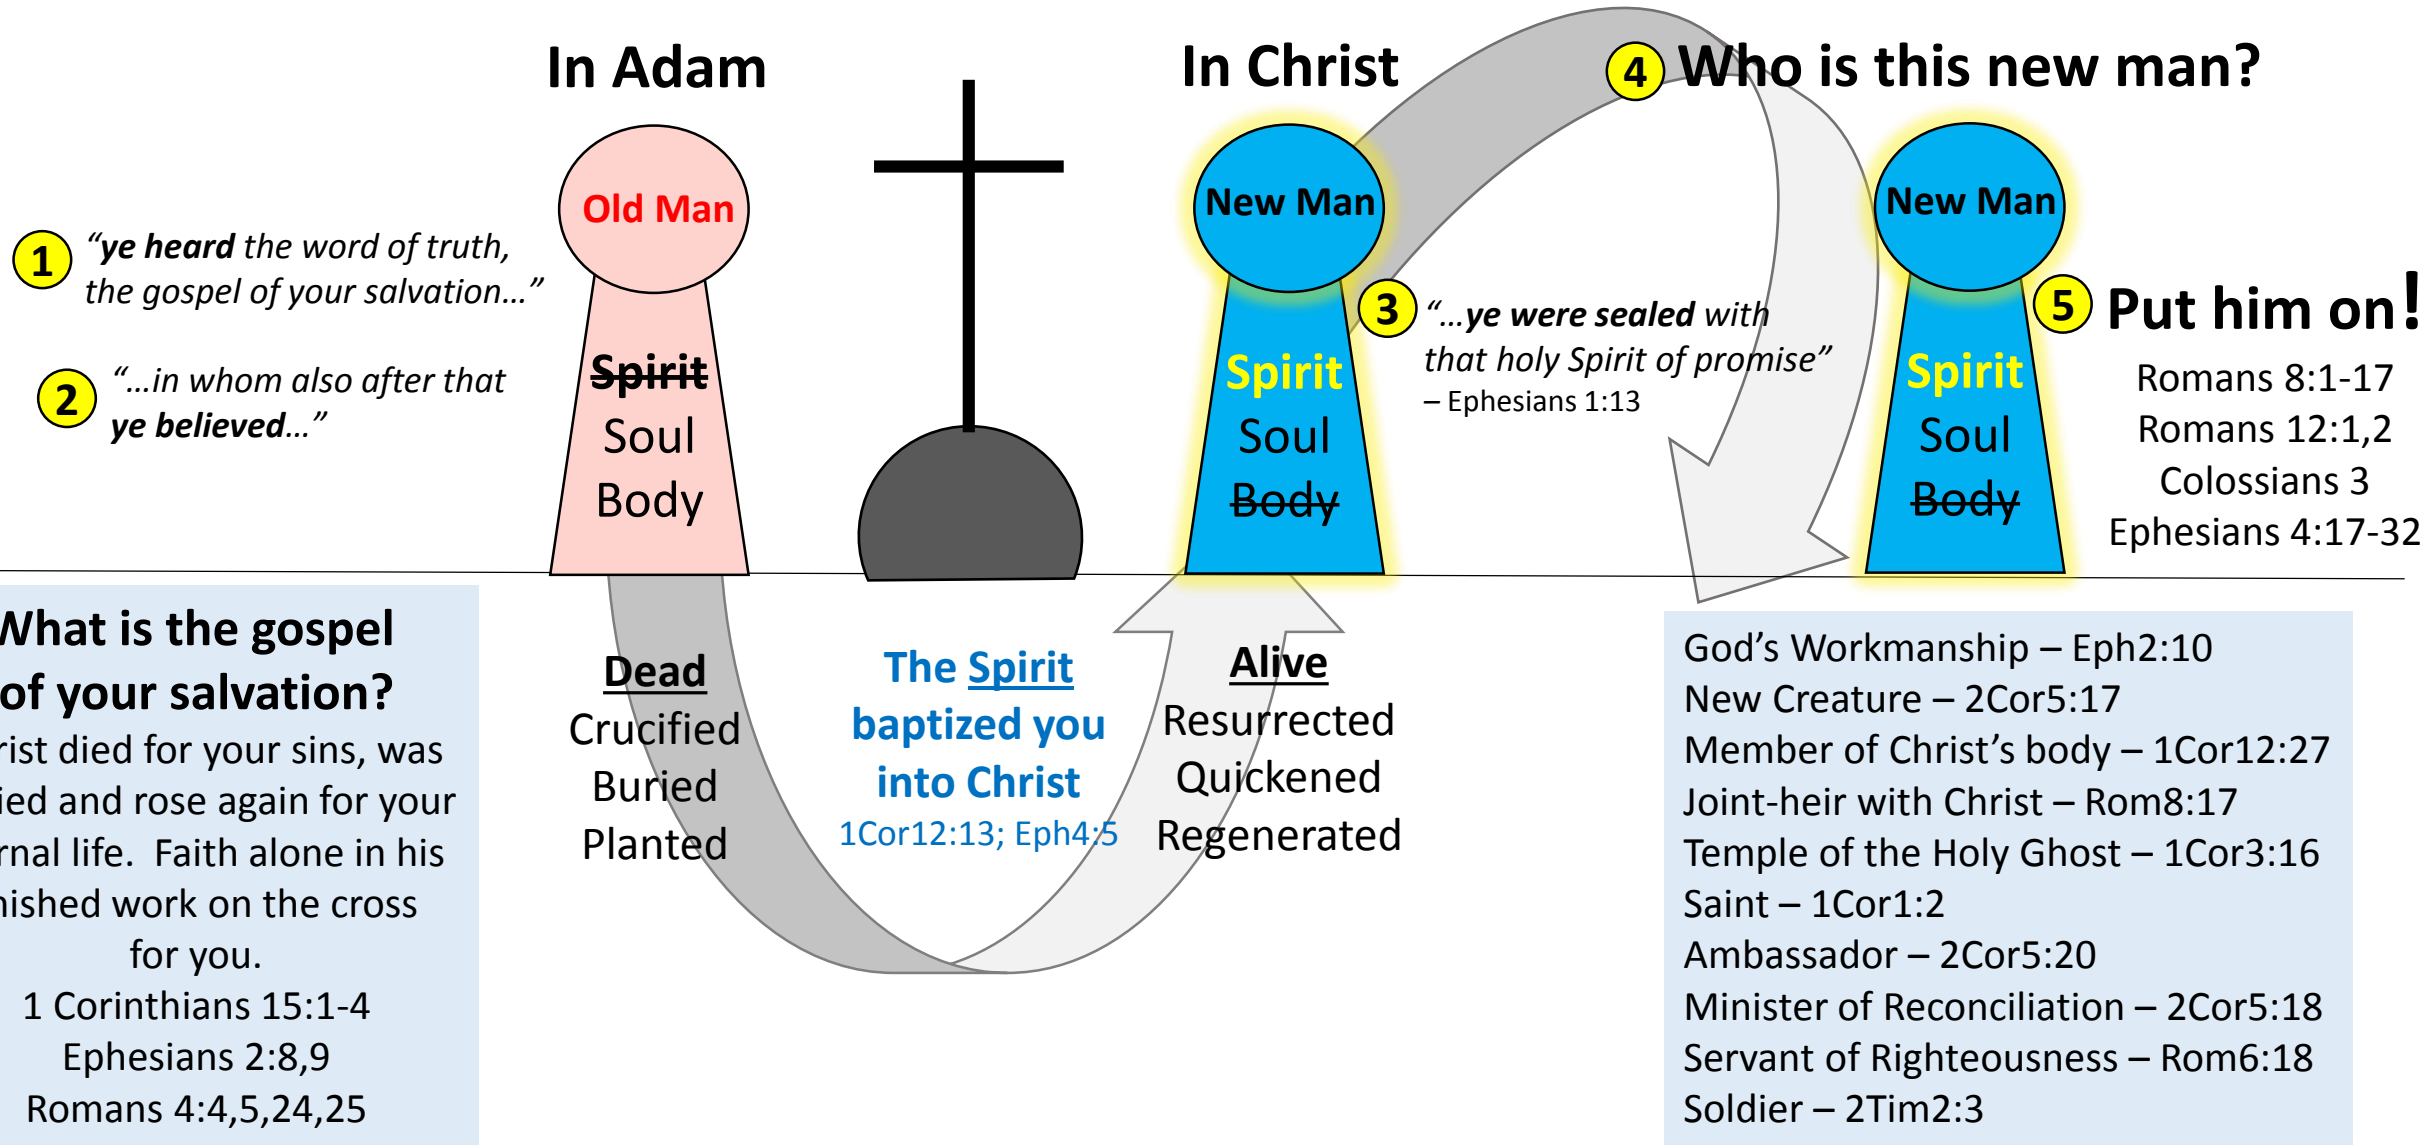 In Adam
In Christ
4 Who is this new man?
Old Man
Spirit
Soul
Body
New Man
Spirit
Soul
Body
New Man
Spirit
Soul
Body
1 “ye heard the word of truth,
the gospel of your salvation…”
2 “…in whom also after that
ye believed…”
3 “…ye were sealed with
that holy Spirit of promise”
– Ephesians 1:13
5 Put him on!
Romans 8:1-17
Romans 12:1,2
Colossians 3
Ephesians 4:17-32
What is the gospel
of your salvation?
rist died for your sins, was
ied and rose again for your
rnal life.  Faith alone in his
nished work on the cross
for you.
1 Corinthians 15:1-4
Ephesians 2:8,9
Romans 4:4,5,24,25
Dead
Crucified
Buried
Planted
The Spirit
baptized you
into Christ
1Cor12:13; Eph4:5
Alive
Resurrected
Quickened
Regenerated
God’s Workmanship – Eph2:10
New Creature – 2Cor5:17
Member of Christ’s body – 1Cor12:27
Joint-heir with Christ – Rom8:17
Temple of the Holy Ghost – 1Cor3:16
Saint – 1Cor1:2
Ambassador – 2Cor5:20
Minister of Reconciliation – 2Cor5:18
Servant of Righteousness – Rom6:18
Soldier – 2Tim2:3